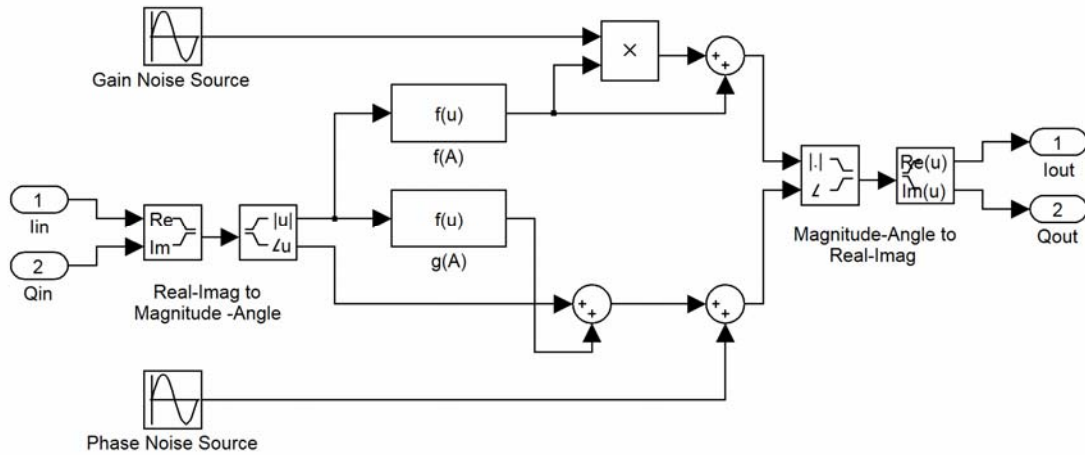 Gain Noise Source
×
+
+
f(u)
f(A)
1
Iin
2
Qin
Re
Im
|u|
∠u
Real-Imag to
Magnitude -Angle
f(u)
g(A)
+
+
+
+
|.|
∠
Re(u)
Im(u)
Magnitude-Angle to
Real-Imag
1
Iout
2
Qout
Phase Noise Source